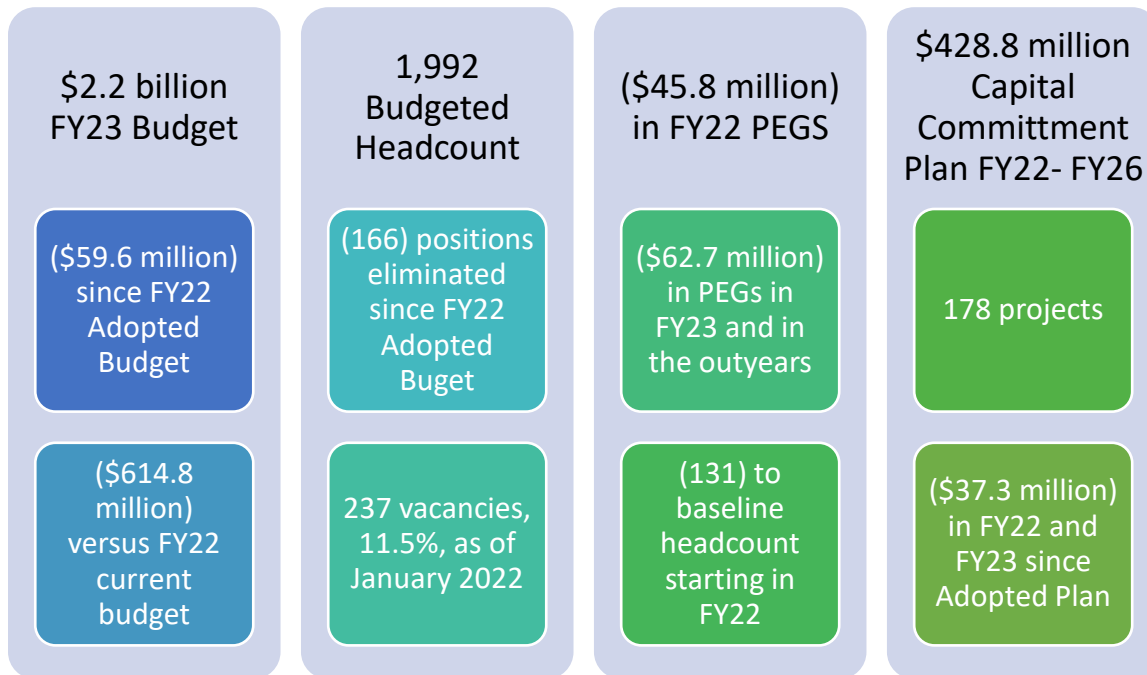 $2.2 billion
FY23 Budget
($59.6 million)
since FY22
Adopted
Budget
($614.8
million)
versus FY22
current
budget
1,992
Budgeted
Headcount
(166) positions
eliminated
since FY22
Adopted
Buget
237 vacancies,
11.5%, as of
January 2022
($45.8 million)
in FY22 PEGS
($62.7 million)
in PEGs in
FY23 and in
the outyears
(131) to
baseline
headcount
starting in
FY22
$428.8 million
Capital
Committment
Plan FY22- FY26
178 projects
($37.3 million)
in FY22 and
FY23 since
Adopted Plan